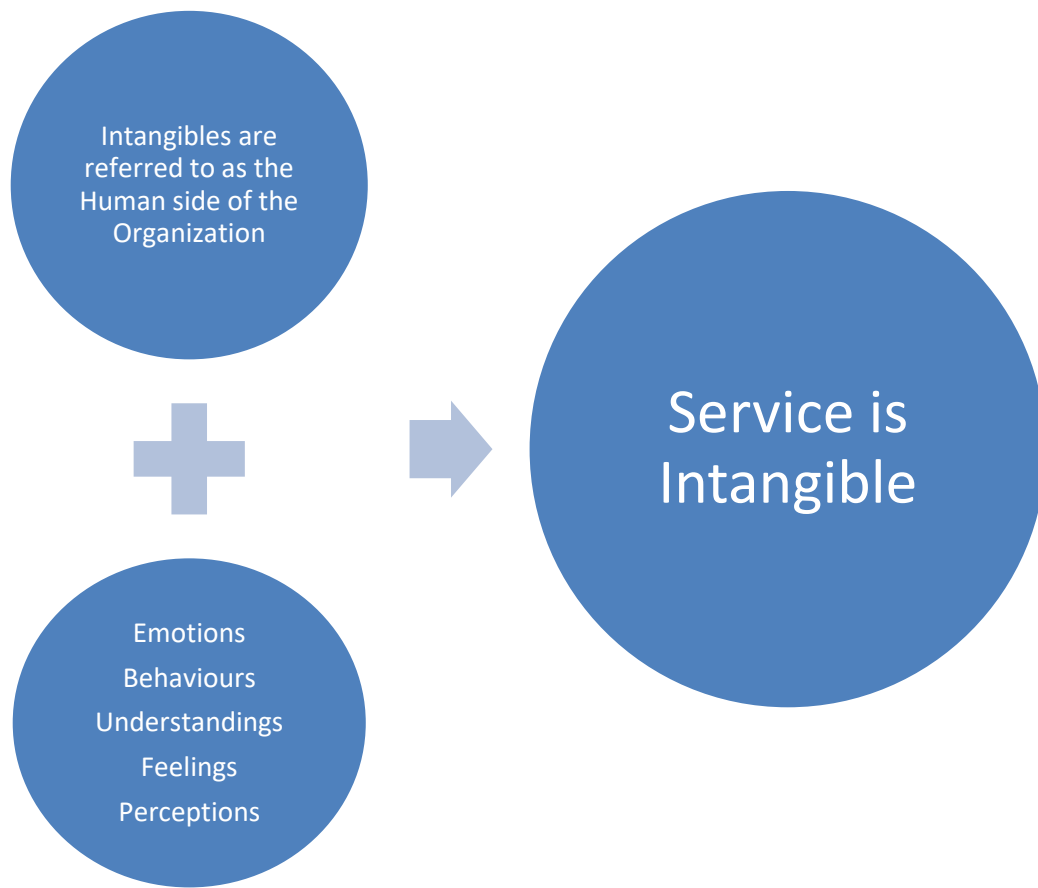 Intangibles are
referred to as the
Human side of the
Organization
Emotions
Behaviours
Understandings
Feelings
Perceptions
Service is
Intangible